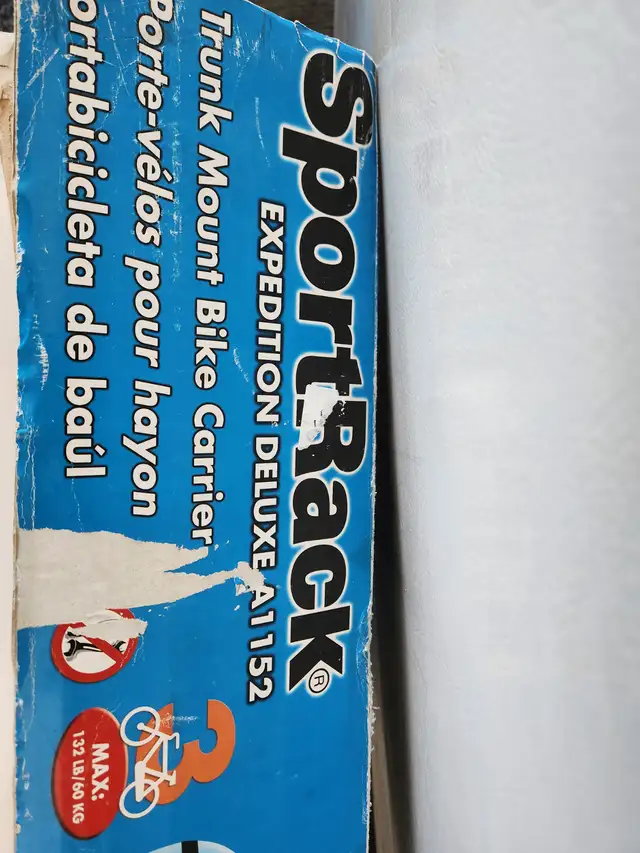 SportRack®
EXPEDITION DELUXE A1152
Trunk Mount Bike Carrier
Porte-vélos pour hayon
Portabicicleta de baúl
3
MAX:
132 LB/60 KG